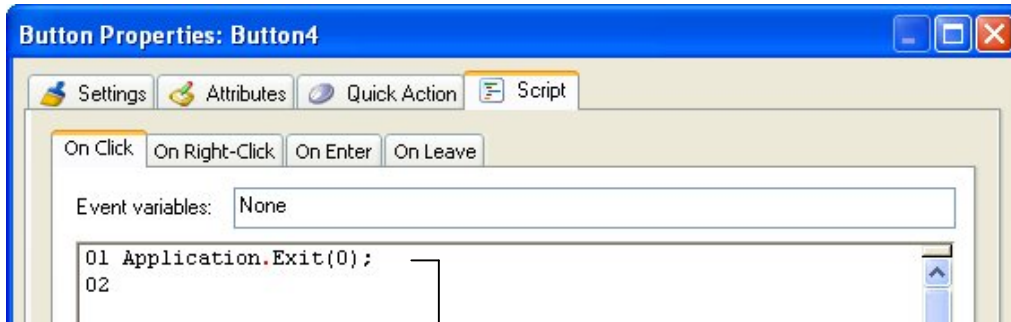 Button Properties: Button4
Settings Attributes Quick Action Script
On Click On Right-Click On Enter On Leave
Event variables: None
01 Application.Exit(0);
02